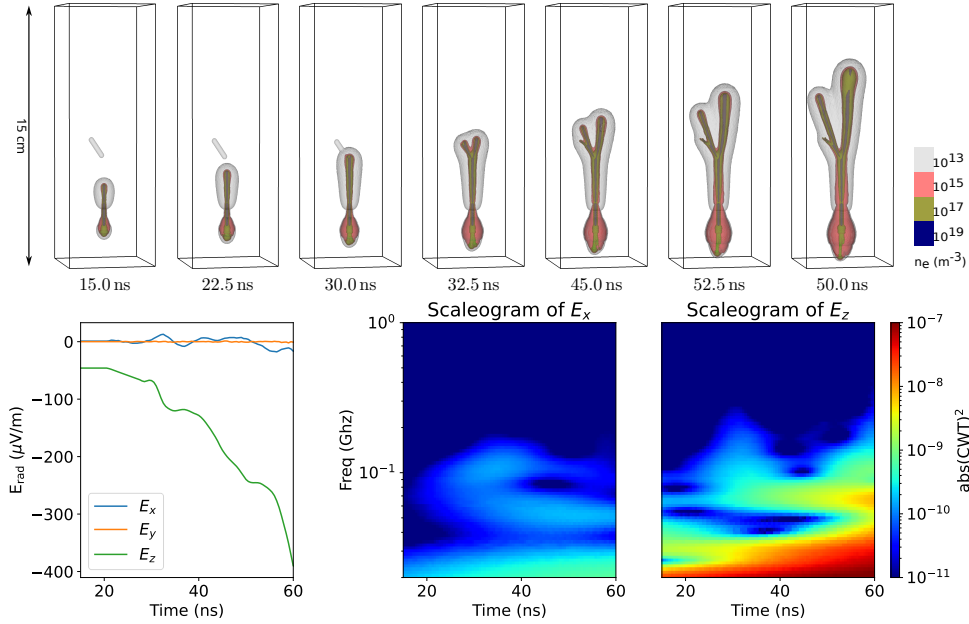 15 cm
15.0 ns
22.5 ns
30.0 ns
32.5 ns
45.0 ns
52.5 ns
50.0 ns
10^13
10^15
10^17
10^19
n_e (m^-3)
0
−100
−200
−300
−400
E_rad (μV/m)
E_x
E_y
E_z
20
40
60
Time (ns)
Scaleogram of E_x
10^0
10^-1
Freq (Ghz)
20
40
60
Time (ns)
Scaleogram of E_z
20
40
60
Time (ns)
10^-7
10^-8
10^-9
10^-10
10^-11
abs(CWT)^2